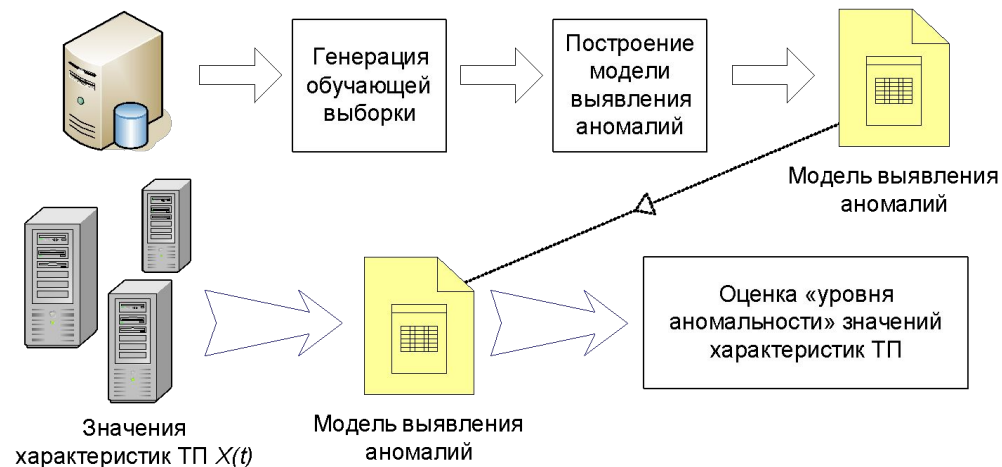 Генерация
обучающей
выборки
Построение
модели
выявления
аномалий
Модель выявления
аномалий
Значения
характеристик ТП X(t)
Модель выявления
аномалий
Оценка «уровня
аномальности» значений
характеристик ТП